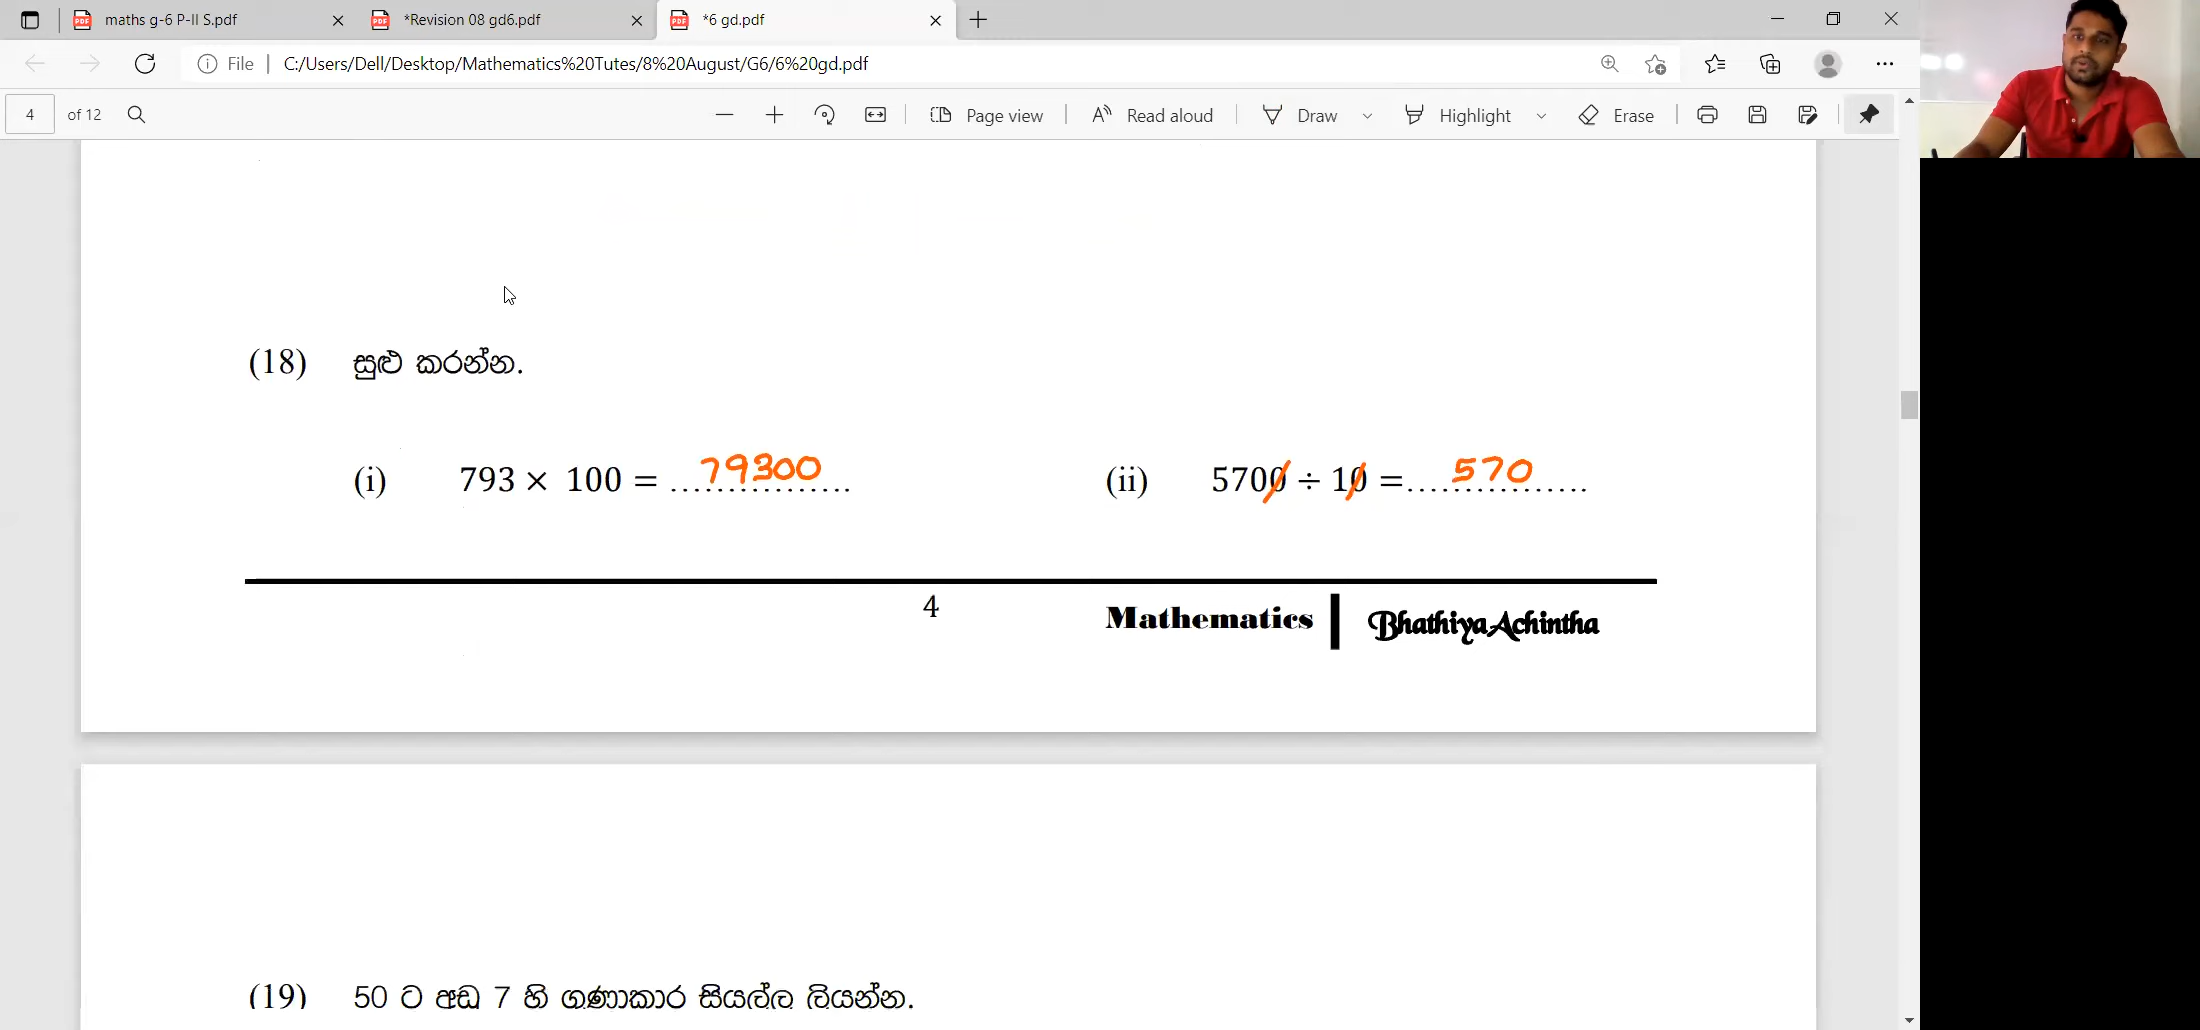 maths g-6 P-II S.pdf
*Revision 08 gd6.pdf
*6 gd.pdf
File
C:/Users/Dell/Desktop/Mathematics%20Tutes/8%20August/G6/6%20gd.pdf
4 of 12
Page view
Read aloud
Draw
Highlight
Erase
(18) සුළු කරන්න.
(i) 793 × 100 = 79300 (ii) 5700 ÷ 10 = 570
4
Mathematics | BhathiyaAchintha
(19) 50 ට අඩු 7 හි ගුණාකාර සියල්ල ලියන්න.